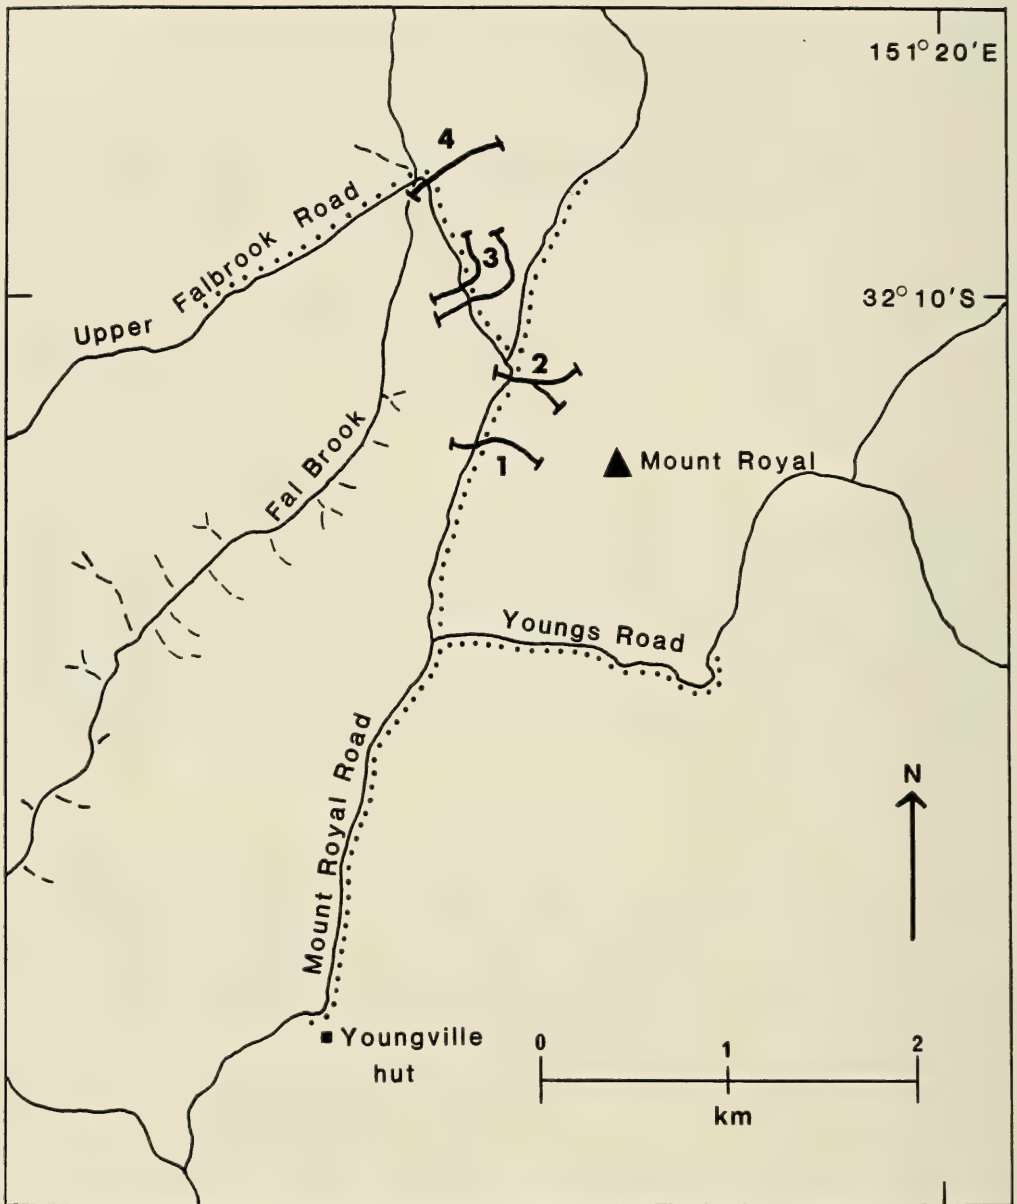 151°20'E
4
Upper Falbrook Road
3
32°10'S
2
1
Mount Royal
Fal Brook
Youngs Road
Mount Royal Road
N
Youngville
hut
0 1 2
km